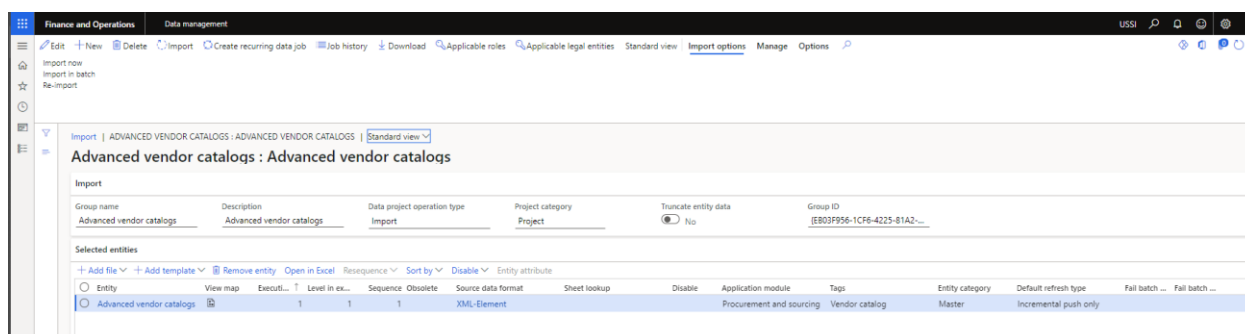 Finance and Operations Data management USSI
Edit New Delete Import Create recurring data job Job history Download Applicable roles Applicable legal entities Standard view Import options Manage Options
Import now
Import in batch
Re-import
Import | ADVANCED VENDOR CATALOGS : ADVANCED VENDOR CATALOGS | Standard view
Advanced vendor catalogs : Advanced vendor catalogs
Import
Group name Description Data project operation type Project category Truncate entity data Group ID
Advanced vendor catalogs Advanced vendor catalogs Import Project No {EB03F956-1CF6-4225-81A2-...
Selected entities
+ Add file + Add template Remove entity Open in Excel Resequence Sort by Disable Entity attribute
Entity View map Executi... ↑ Level in ex... Sequence Obsolete Source data format Sheet lookup Disable Application module Tags Entity category Default refresh type Fail batch ... Fail batch ...
Advanced vendor catalogs 1 1 1 XML-Element Procurement and sourcing Vendor catalog Master Incremental push only